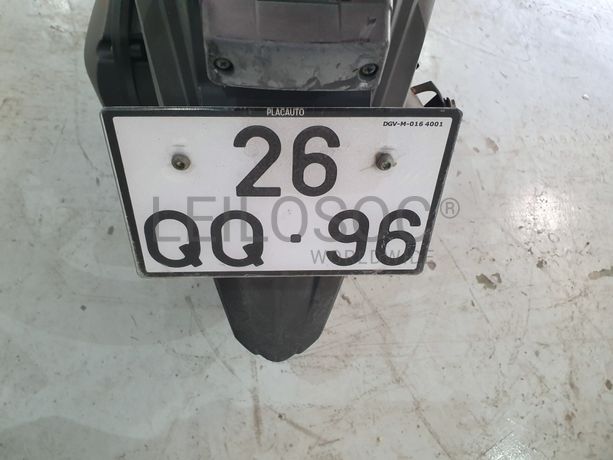 PLACAUTO
DGV-M-016 4001
26
QQ·96
LEILOSOC®
WORLDWIDE